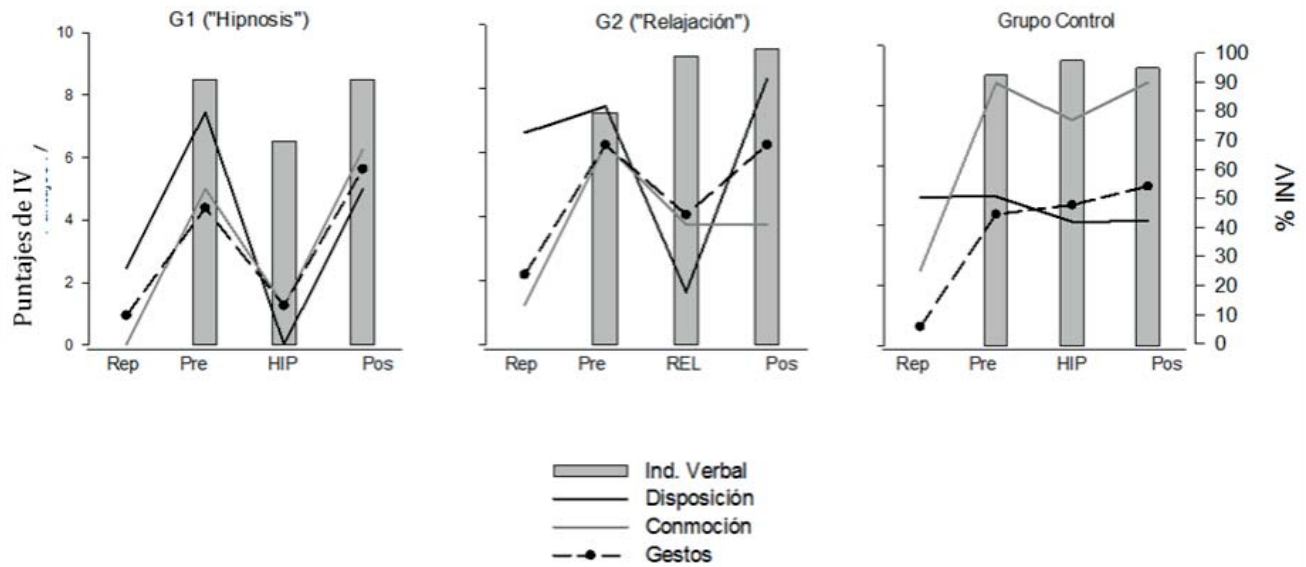 G1 ("Hipnosis")
G2 ("Relajación")
Grupo Control
10
8
6
4
2
0
Puntajes de IV
100
90
80
70
60
50
40
30
20
10
0
% INV
Rep Pre HIP Pos
Rep Pre REL Pos
Rep Pre HIP Pos
Ind. Verbal
Disposición
Conmoción
Gestos